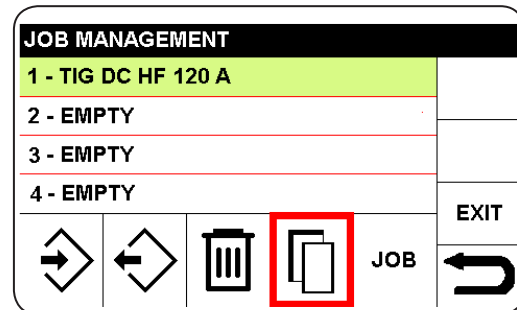 JOB MANAGEMENT
1 - TIG DC HF 120 A
2 - EMPTY
3 - EMPTY
4 - EMPTY
EXIT
JOB